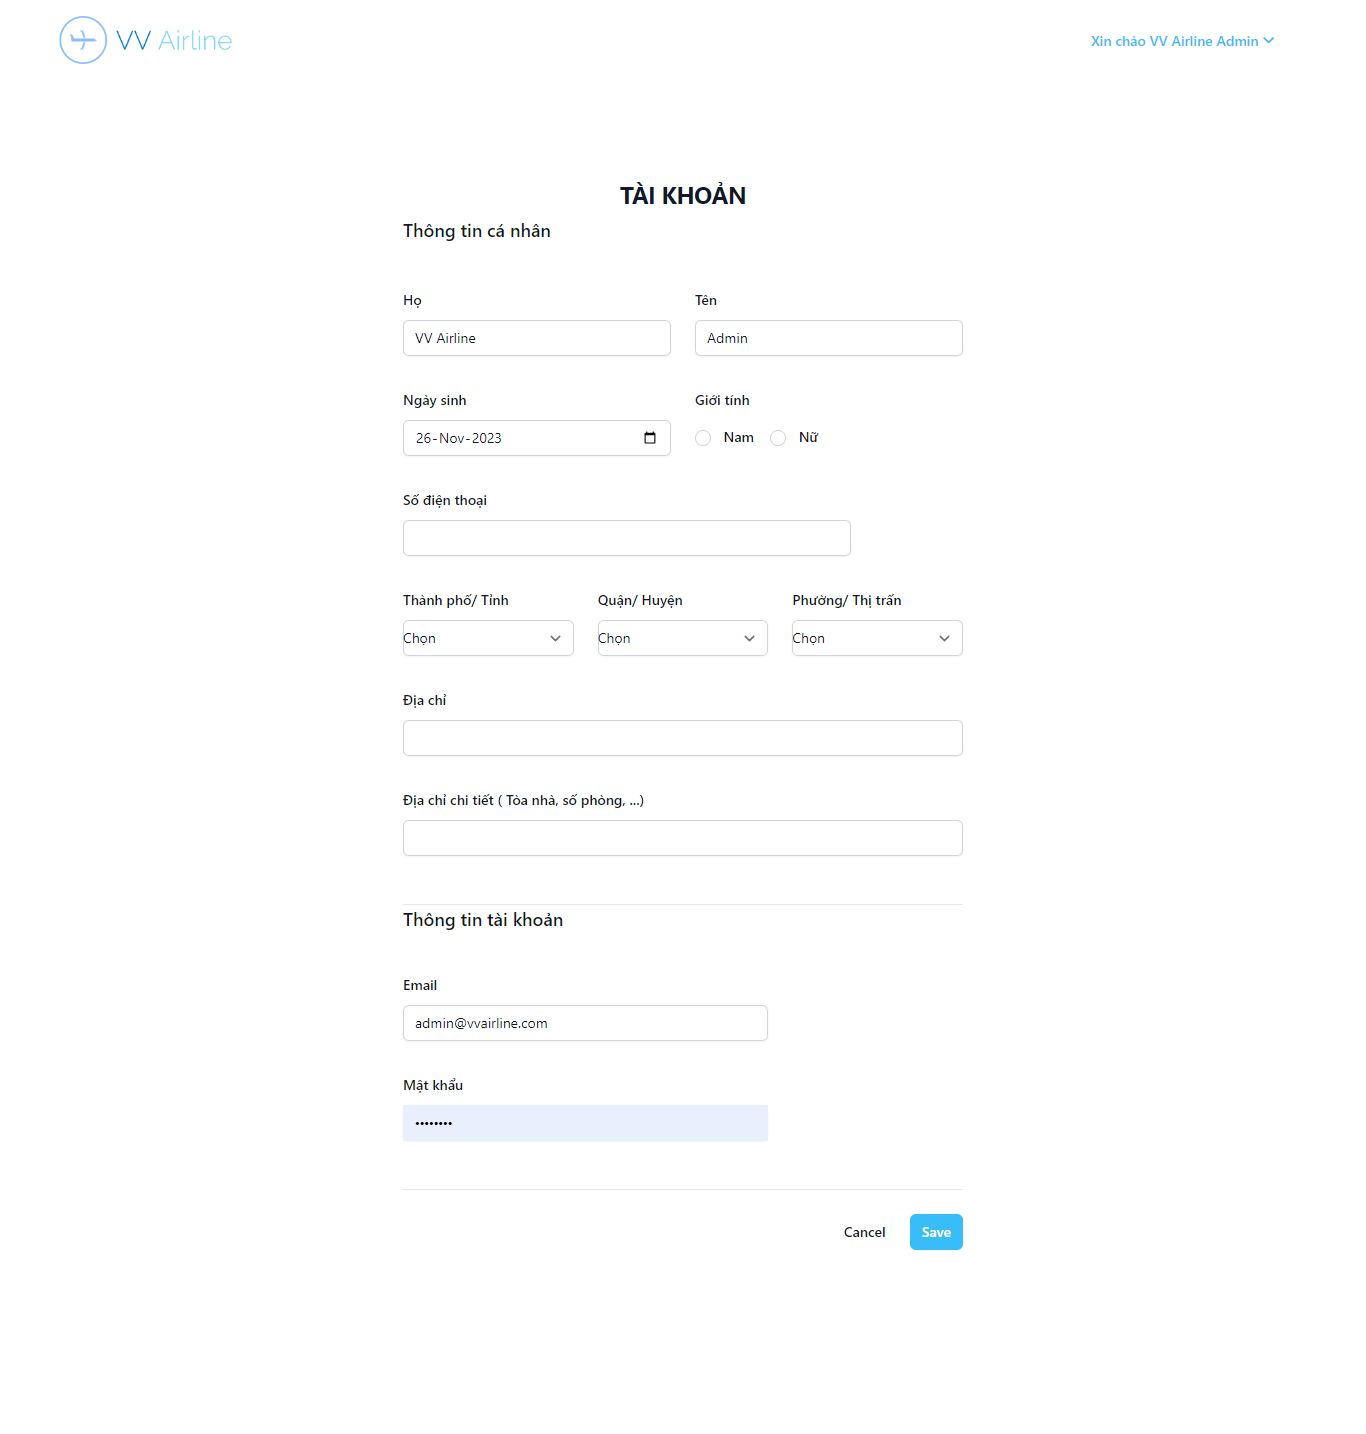 VV Airline
Xin chào VV Airline Admin
TÀI KHOẢN
Thông tin cá nhân
Họ
Tên
VV Airline
Admin
Ngày sinh
Giới tính
26-Nov-2023
Nam
Nữ
Số điện thoại
Thành phố/ Tỉnh
Quận/ Huyện
Phường/ Thị trấn
Chọn
Chọn
Chọn
Địa chỉ
Địa chỉ chi tiết ( Tòa nhà, số phòng, ...)
Thông tin tài khoản
Email
admin@vvairline.com
Mật khẩu
••••••••
Cancel
Save